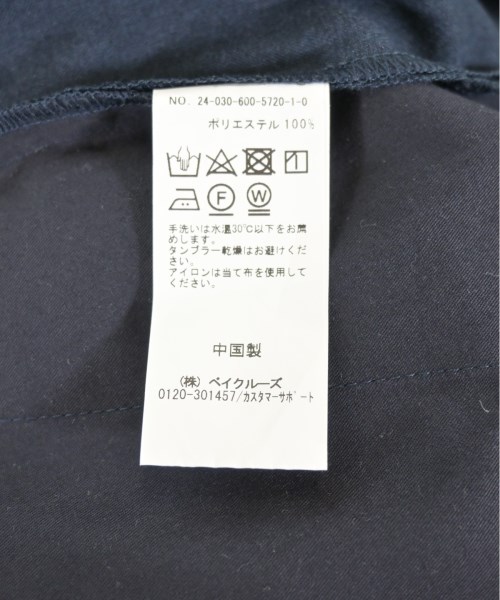 NO. 24-030-600-5720-1-0
ポリエステル 100%
F W
手洗いは水温30℃以下をお薦
めします。
タンブラー乾燥はお避けくださ
い。
アイロンは当て布を使用して
ください。
中国製
(株) ベイクルーズ
0120-301457/カスタマーサポート